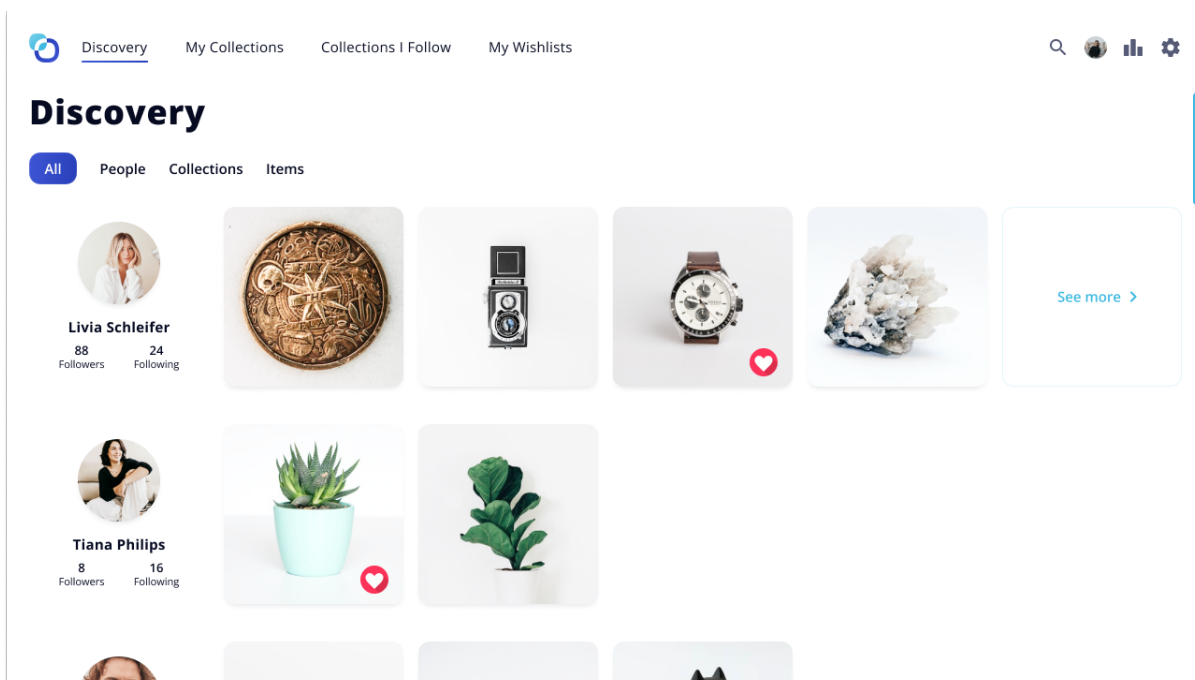 Discovery My Collections Collections I Follow My Wishlists
Discovery
All People Collections Items
See more
Livia Schleifer
88 24
Followers Following
Tiana Philips
8 16
Followers Following